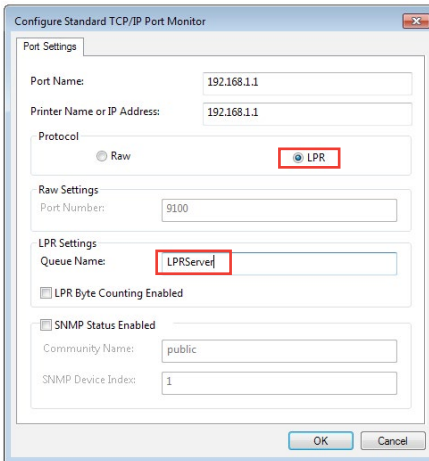 Configure Standard TCP/IP Port Monitor
Port Settings
Port Name: 192.168.1.1
Printer Name or IP Address: 192.168.1.1
Protocol
Raw LPR
Raw Settings
Port Number: 9100
LPR Settings
Queue Name: LPRServer
LPR Byte Counting Enabled
SNMP Status Enabled
Community Name: public
SNMP Device Index: 1
OK Cancel